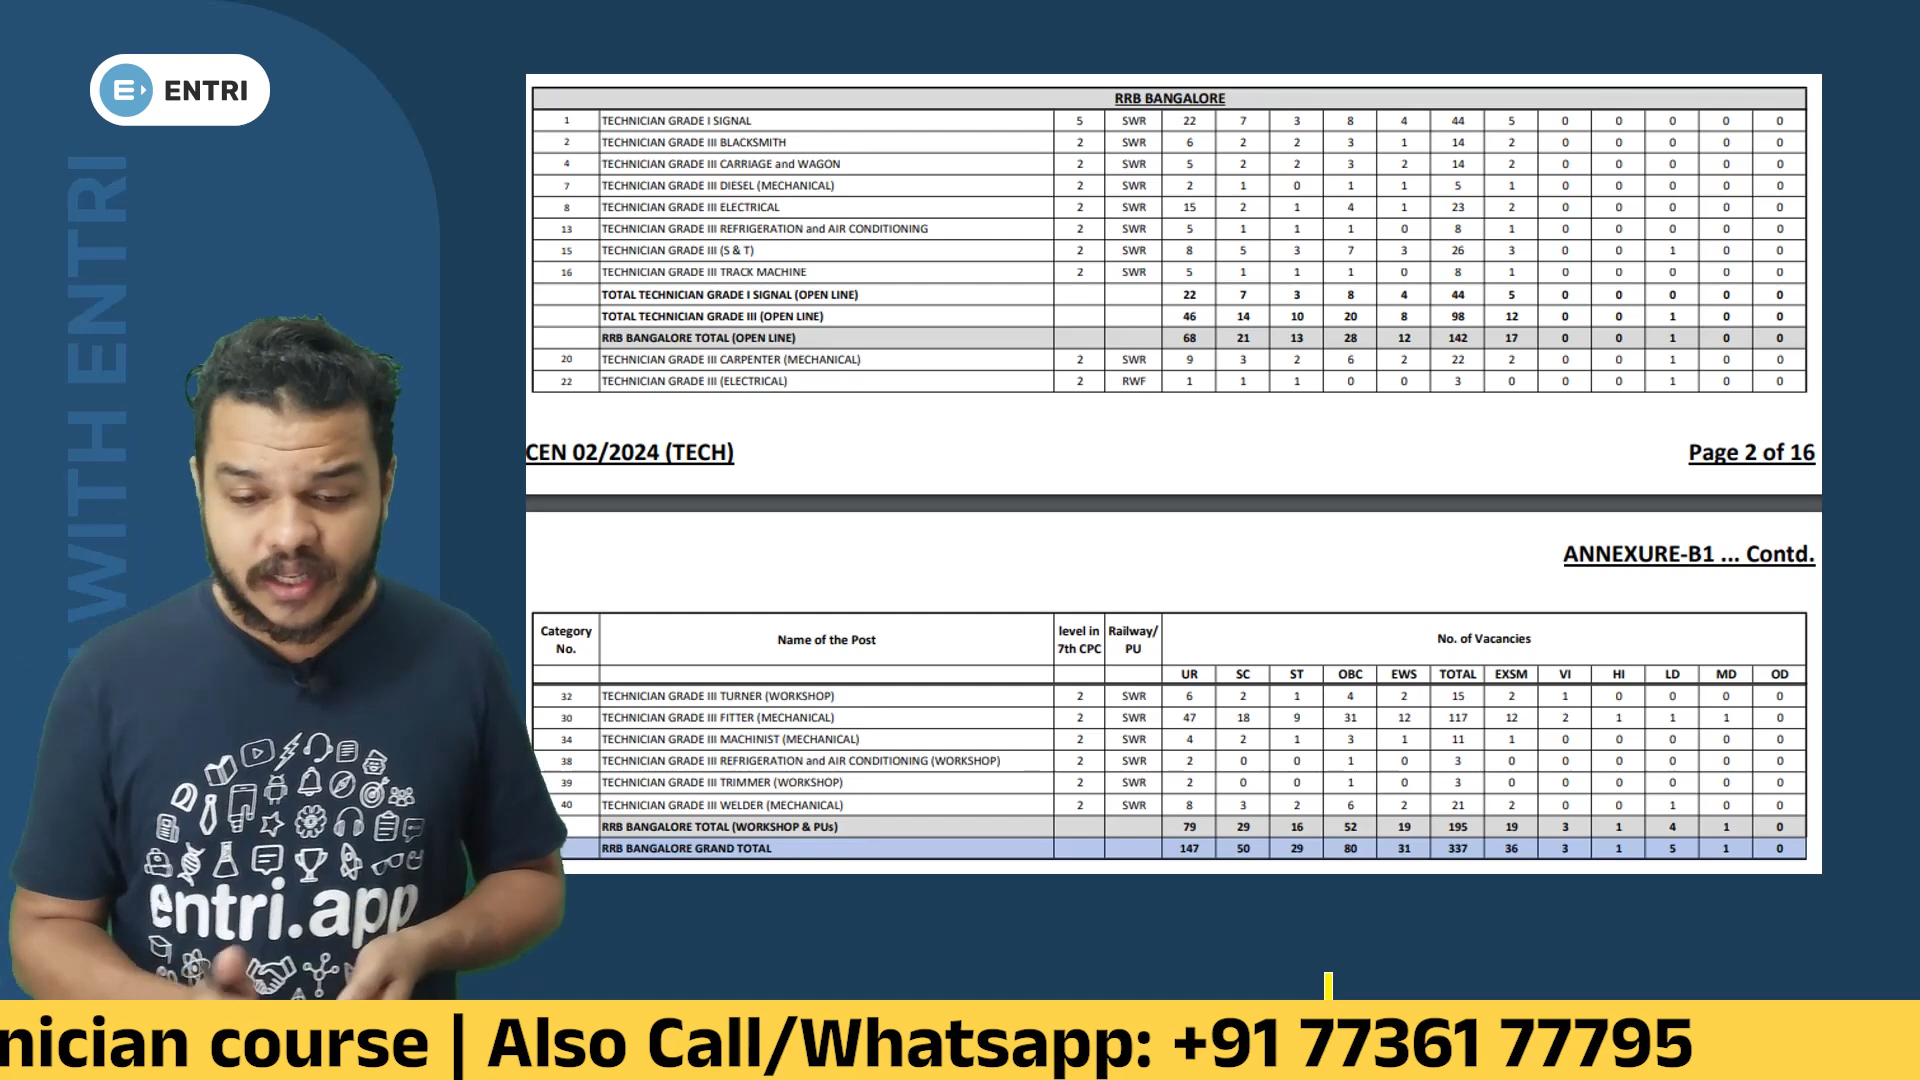 ENTRI
WITH ENTRI
RRB BANGALORE
1 TECHNICIAN GRADE I SIGNAL 5 SWR 22 7 3 8 4 44 5 0 0 0 0 0
2 TECHNICIAN GRADE III BLACKSMITH 2 SWR 6 2 2 3 1 14 2 0 0 0 0 0
4 TECHNICIAN GRADE III CARRIAGE and WAGON 2 SWR 5 2 2 3 2 14 2 0 0 0 0 0
7 TECHNICIAN GRADE III DIESEL (MECHANICAL) 2 SWR 2 1 0 1 1 5 1 0 0 0 0 0
8 TECHNICIAN GRADE III ELECTRICAL 2 SWR 15 2 1 4 1 23 2 0 0 0 0 0
13 TECHNICIAN GRADE III REFRIGERATION and AIR CONDITIONING 2 SWR 5 1 1 1 0 8 1 0 0 0 0 0
15 TECHNICIAN GRADE III (S & T) 2 SWR 8 5 3 7 3 26 3 0 0 1 0 0
16 TECHNICIAN GRADE III TRACK MACHINE 2 SWR 5 1 1 1 0 8 1 0 0 0 0 0
TOTAL TECHNICIAN GRADE I SIGNAL (OPEN LINE) 22 7 3 8 4 44 5 0 0 0 0 0
TOTAL TECHNICIAN GRADE III (OPEN LINE) 46 14 10 20 8 98 12 0 0 1 0 0
RRB BANGALORE TOTAL (OPEN LINE) 68 21 13 28 12 142 17 0 0 1 0 0
20 TECHNICIAN GRADE III CARPENTER (MECHANICAL) 2 SWR 9 3 2 6 2 22 2 0 0 1 0 0
22 TECHNICIAN GRADE III (ELECTRICAL) 2 RWF 1 1 1 0 0 3 0 0 0 1 0 0
CEN 02/2024 (TECH) Page 2 of 16
ANNEXURE-B1 ... Contd.
Category No. Name of the Post level in 7th CPC Railway/ PU No. of Vacancies
UR SC ST OBC EWS TOTAL EXSM VI HI LD MD OD
32 TECHNICIAN GRADE III TURNER (WORKSHOP) 2 SWR 6 2 1 4 2 15 2 1 0 0 0 0
30 TECHNICIAN GRADE III FITTER (MECHANICAL) 2 SWR 47 18 9 31 12 117 12 2 1 1 1 0
34 TECHNICIAN GRADE III MACHINIST (MECHANICAL) 2 SWR 4 2 1 3 1 11 1 0 0 0 0 0
38 TECHNICIAN GRADE III REFRIGERATION and AIR CONDITIONING (WORKSHOP) 2 SWR 2 0 0 1 0 3 0 0 0 0 0 0
39 TECHNICIAN GRADE III TRIMMER (WORKSHOP) 2 SWR 2 0 0 1 0 3 0 0 0 0 0 0
40 TECHNICIAN GRADE III WELDER (MECHANICAL) 2 SWR 8 3 2 6 2 21 2 0 0 1 0 0
RRB BANGALORE TOTAL (WORKSHOP & PUs) 79 29 16 52 19 195 19 3 1 4 1 0
RRB BANGALORE GRAND TOTAL 147 50 29 80 31 337 36 3 1 5 1 0
entri.app
nician course | Also Call/Whatsapp: +91 77361 77795